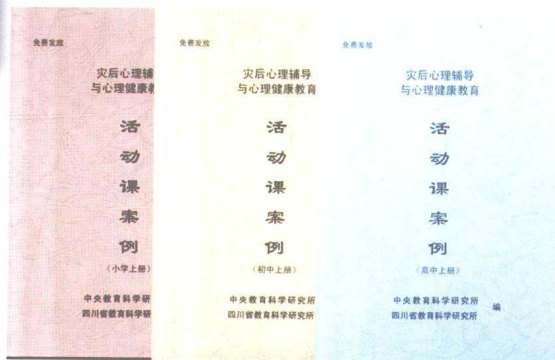 免费发放
灾后心理辅
与心理健康教
活
动
课
案
例
（小学上册）
中央教育科学研
四川省教育科学研
免费发放
灾后心理辅导
与心理健康教育
活
动
课
案
例
（初中上册）
中央教育科学研究所
四川省教育科学研究所
免费发放
灾后心理辅导
与心理健康教育
活
动
课
案
例
（高中上册）
中央教育科学研究所
四川省教育科学研究所
编